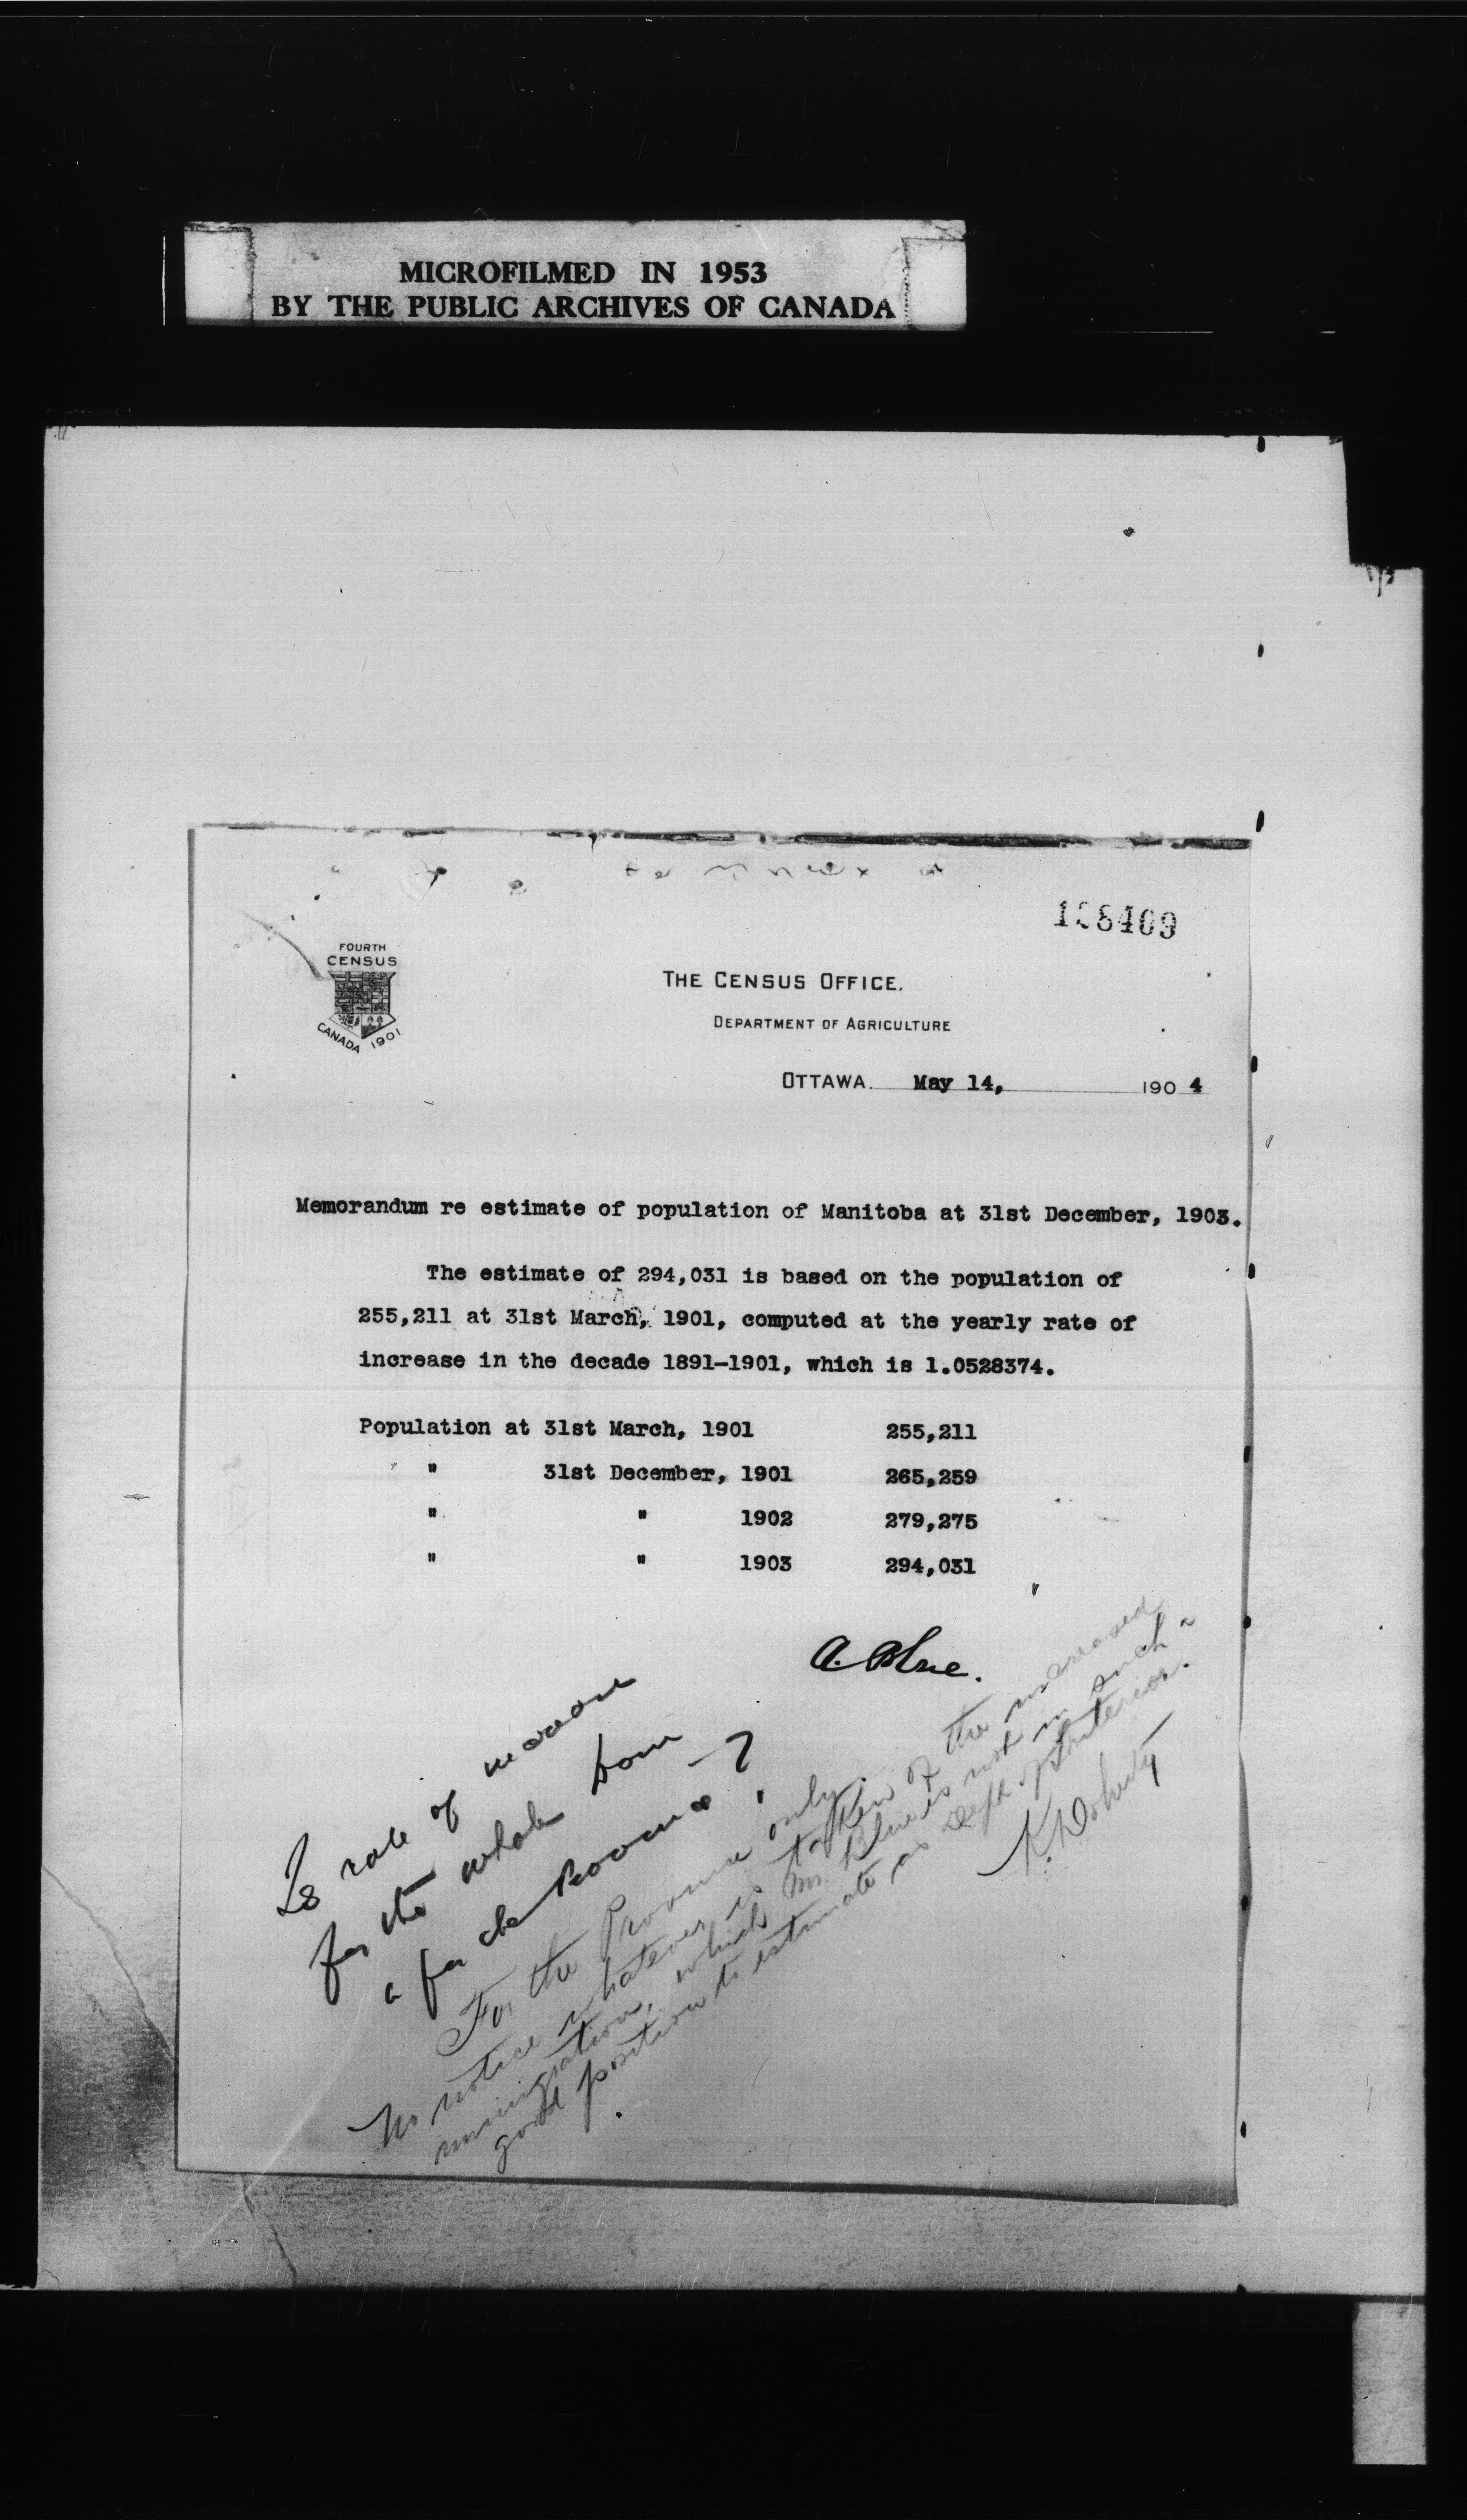 MICROFILMED IN 1953
BY THE PUBLIC ARCHIVES OF CANADA
FOURTH
CENSUS
CANADA 1901
THE CENSUS OFFICE.
DEPARTMENT OF AGRICULTURE
OTTAWA. May 14, 1904
Memorandum re estimate of population of Manitoba at 31st December, 1903.
The estimate of 294,031 is based on the population of
255,211 at 31st March, 1901, computed at the yearly rate of
increase in the decade 1891-1901, which is 1.0528374.
Population at 31st March, 1901 255,211
" 31st December, 1901 265,259
" " 1902 279,275
" " 1903 294,031
A. Blue.
Is rate of increase
for the whole Dom
or for the Province?
For the Province only.
No notice whatever is taken of the increased
immigration, which Mr. Blue is not in such a
good position to estimate as Dept of Interior.
K. Doherty